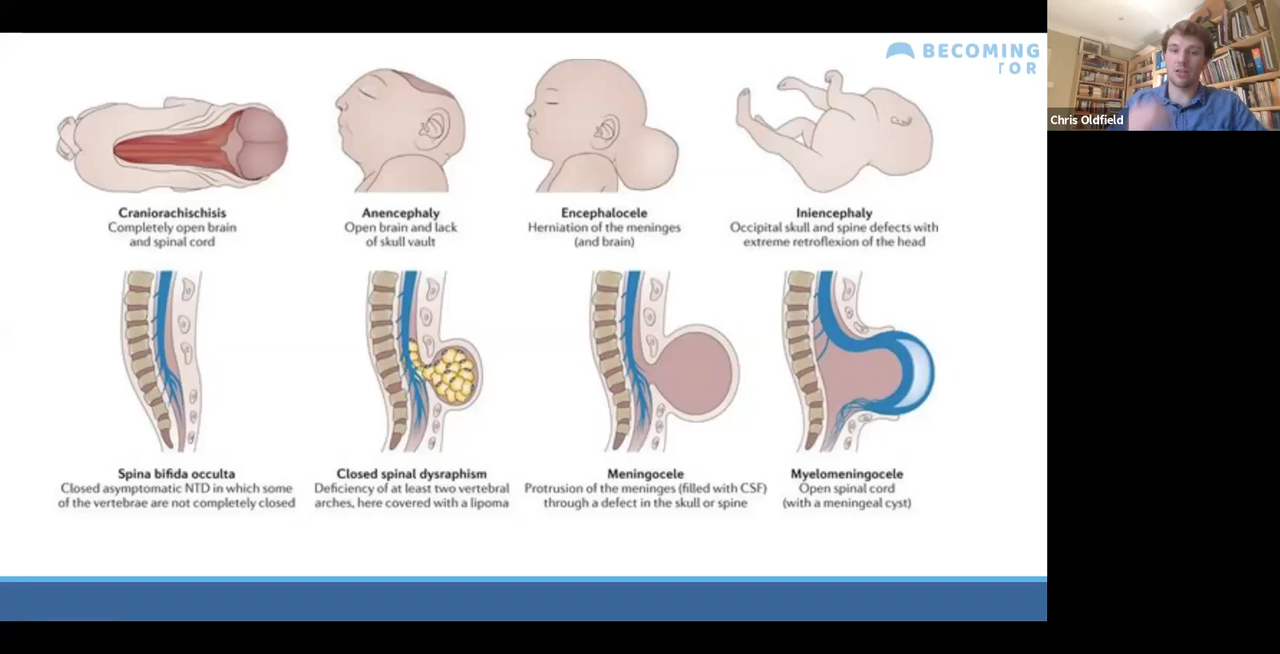 BECOMING
TOR
Chris Oldfield
Craniorachischisis
Completely open brain
and spinal cord
Anencephaly
Open brain and lack
of skull vault
Encephalocele
Herniation of the meninges
(and brain)
Iniencephaly
Occipital skull and spine defects with
extreme retroflexion of the head
Spina bifida occulta
Closed asymptomatic NTD in which some
of the vertebrae are not completely closed
Closed spinal dysraphism
Deficiency of at least two vertebral
arches, here covered with a lipoma
Meningocele
Protrusion of the meninges (filled with CSF)
through a defect in the skull or spine
Myelomeningocele
Open spinal cord
(with a meningeal cyst)